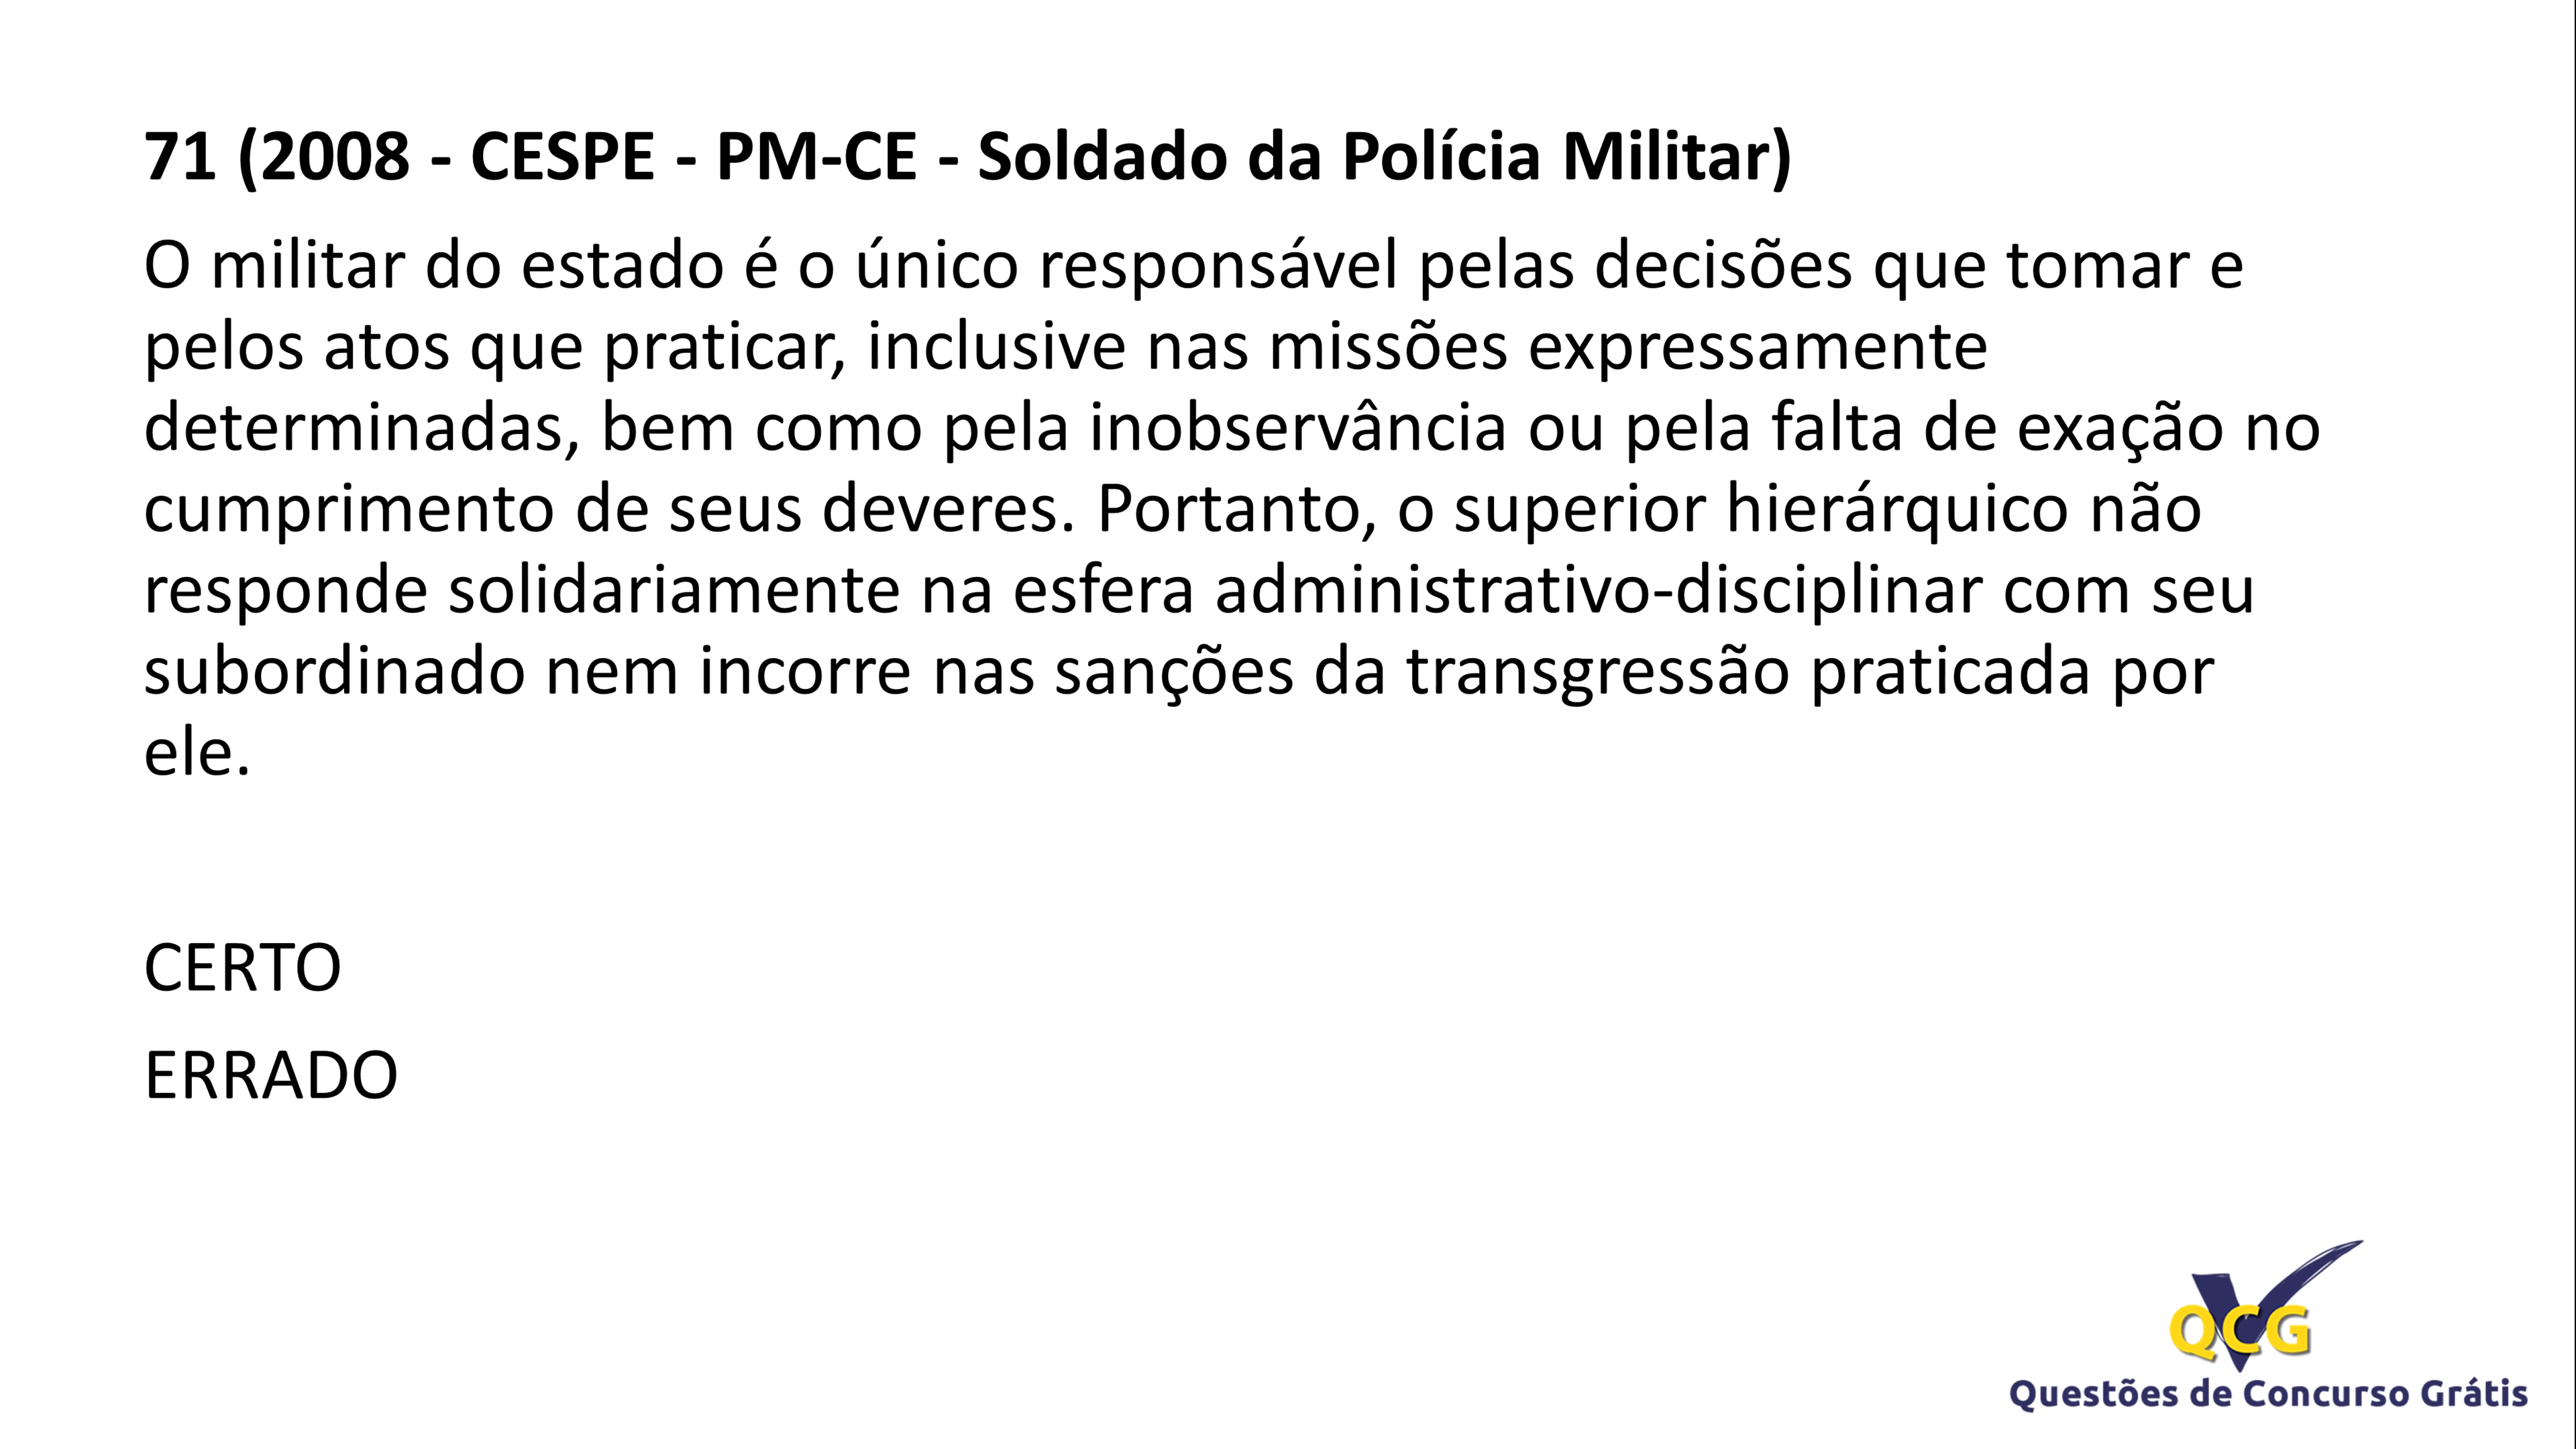 71 (2008 - CESPE - PM-CE - Soldado da Polícia Militar)
O militar do estado é o único responsável pelas decisões que tomar e
pelos atos que praticar, inclusive nas missões expressamente
determinadas, bem como pela inobservância ou pela falta de exação no
cumprimento de seus deveres. Portanto, o superior hierárquico não
responde solidariamente na esfera administrativo-disciplinar com seu
subordinado nem incorre nas sanções da transgressão praticada por
ele.
CERTO
ERRADO
QCG
Questões de Concurso Grátis